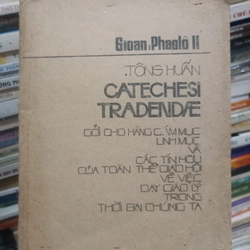 Gioan Phaolô II
TÔNG HUẤN
CATECHESI
TRADENDÆ
GỞI CHO HÀNG GIÁM MỤC
LINH MỤC
VÀ
CÁC TÍN HỮU
CỦA TOÀN THỂ GIÁO HỘI
VỀ VIỆC
DẠY GIÁO LÝ
TRONG
THỜI ĐẠI CHÚNG TA